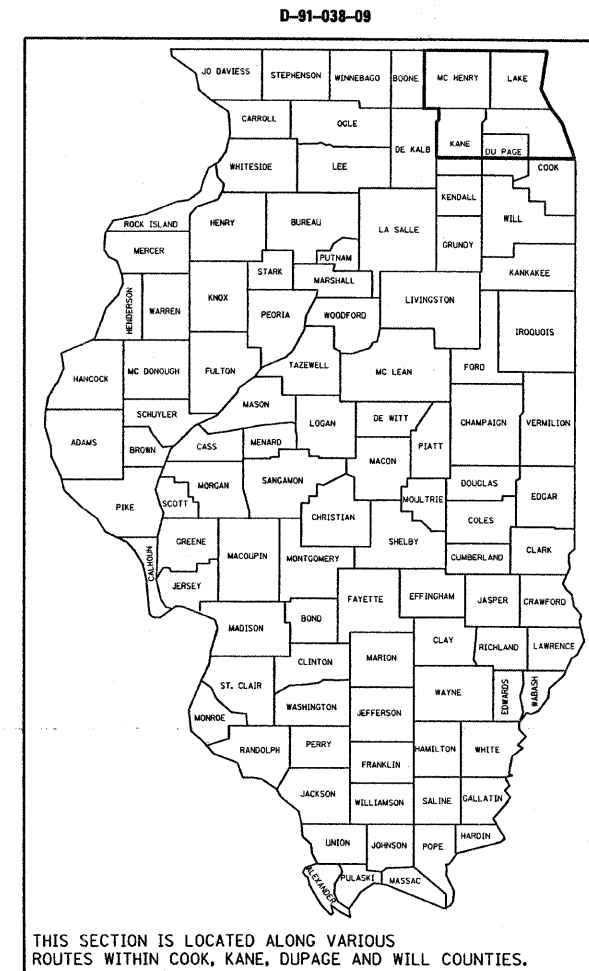 D-91-038-09
JO DAVIESS STEPHENSON WINNEBAGO BOONE MC HENRY LAKE
CARROLL OGLE
DE KALB KANE DU PAGE COOK
WHITESIDE LEE
KENDALL
ROCK ISLAND HENRY BUREAU LA SALLE WILL
MERCER PUTNAM GRUNDY
STARK MARSHALL KANKAKEE
HENDERSON WARREN KNOX PEORIA WOODFORD LIVINGSTON
IROQUOIS
HANCOCK MC DONOUGH FULTON TAZEWELL MC LEAN FORD
SCHUYLER MASON LOGAN DE WITT CHAMPAIGN VERMILION
ADAMS BROWN CASS MENARD MACON PIATT
PIKE SCOTT MORGAN SANGAMON MOULTRIE DOUGLAS EDGAR
CHRISTIAN COLES
CALHOUN GREENE MACOUPIN MONTGOMERY SHELBY CUMBERLAND CLARK
JERSEY FAYETTE EFFINGHAM JASPER CRAWFORD
MADISON BOND
CLAY RICHLAND LAWRENCE
CLINTON MARION
ST. CLAIR WAYNE EDWARDS WABASH
WASHINGTON JEFFERSON
MONROE
RANDOLPH PERRY HAMILTON WHITE
FRANKLIN
JACKSON WILLIAMSON SALINE GALLATIN
UNION JOHNSON POPE HARDIN
ALEXANDER PULASKI MASSAC
THIS SECTION IS LOCATED ALONG VARIOUS
ROUTES WITHIN COOK, KANE, DUPAGE AND WILL COUNTIES.